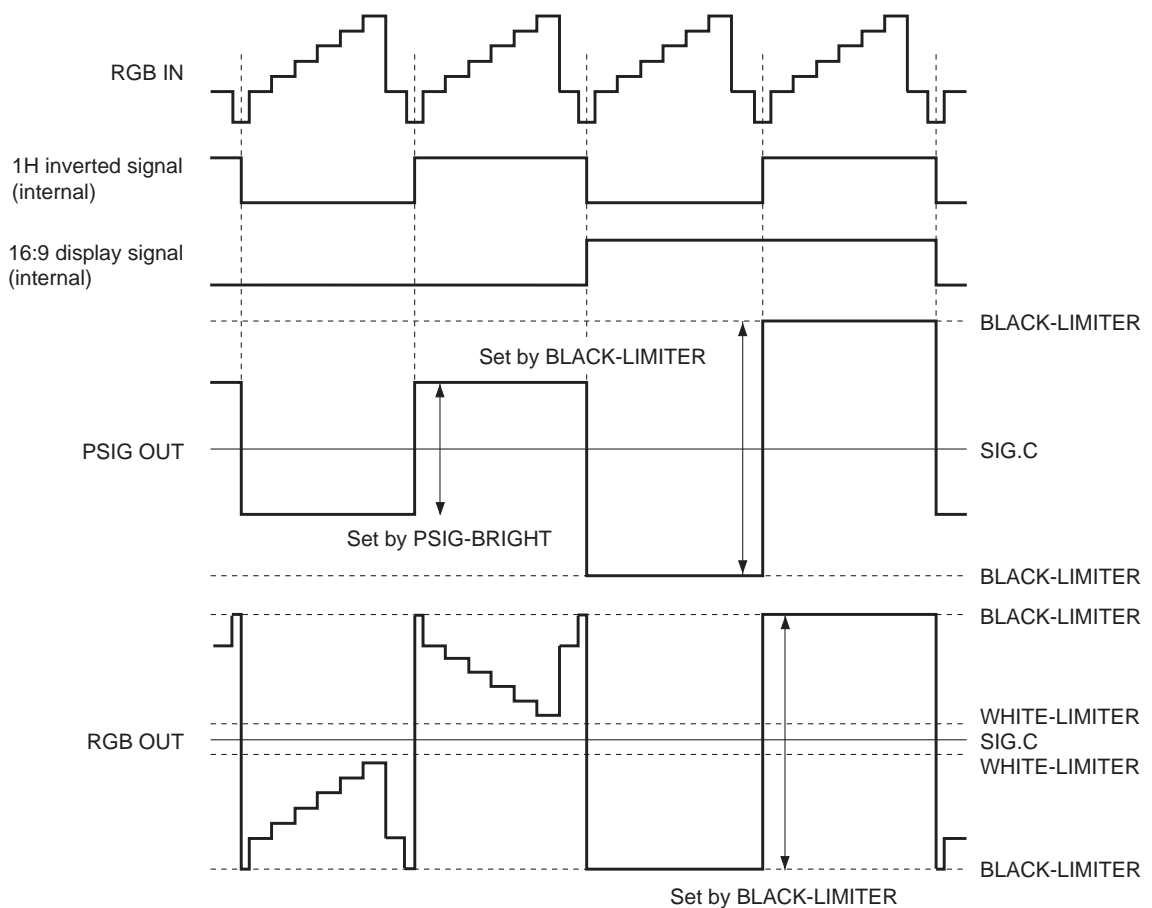 RGB IN
1H inverted signal
(internal)
16:9 display signal
(internal)
BLACK-LIMITER
Set by BLACK-LIMITER
PSIG OUT
SIG.C
Set by PSIG-BRIGHT
BLACK-LIMITER
BLACK-LIMITER
WHITE-LIMITER
RGB OUT
SIG.C
WHITE-LIMITER
BLACK-LIMITER
Set by BLACK-LIMITER